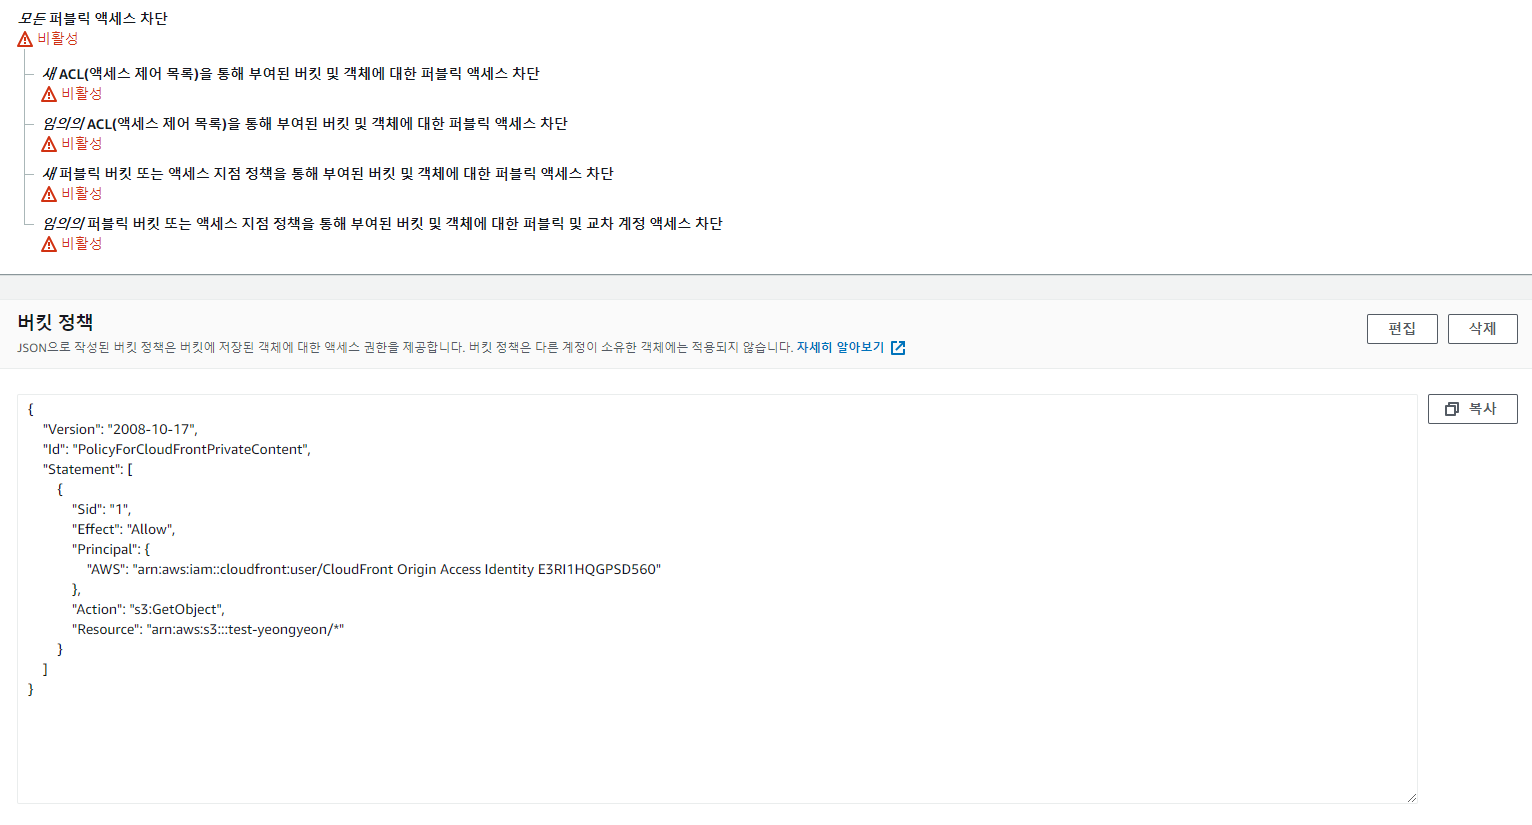 모든 퍼블릭 액세스 차단
비활성
새 ACL(액세스 제어 목록)을 통해 부여된 버킷 및 객체에 대한 퍼블릭 액세스 차단
비활성
임의의 ACL(액세스 제어 목록)을 통해 부여된 버킷 및 객체에 대한 퍼블릭 액세스 차단
비활성
새 퍼블릭 버킷 또는 액세스 지점 정책을 통해 부여된 버킷 및 객체에 대한 퍼블릭 액세스 차단
비활성
임의의 퍼블릭 버킷 또는 액세스 지점 정책을 통해 부여된 버킷 및 객체에 대한 퍼블릭 및 교차 계정 액세스 차단
비활성
버킷 정책
편집
삭제
JSON으로 작성된 버킷 정책은 버킷에 저장된 객체에 대한 액세스 권한을 제공합니다. 버킷 정책은 다른 계정이 소유한 객체에는 적용되지 않습니다. 자세히 알아보기
복사
{
"Version": "2008-10-17",
"Id": "PolicyForCloudFrontPrivateContent",
"Statement": [
{
"Sid": "1",
"Effect": "Allow",
"Principal": {
"AWS": "arn:aws:iam::cloudfront:user/CloudFront Origin Access Identity E3RI1HQGPSD560"
},
"Action": "s3:GetObject",
"Resource": "arn:aws:s3:::test-yeongyeon/*"
}
]
}